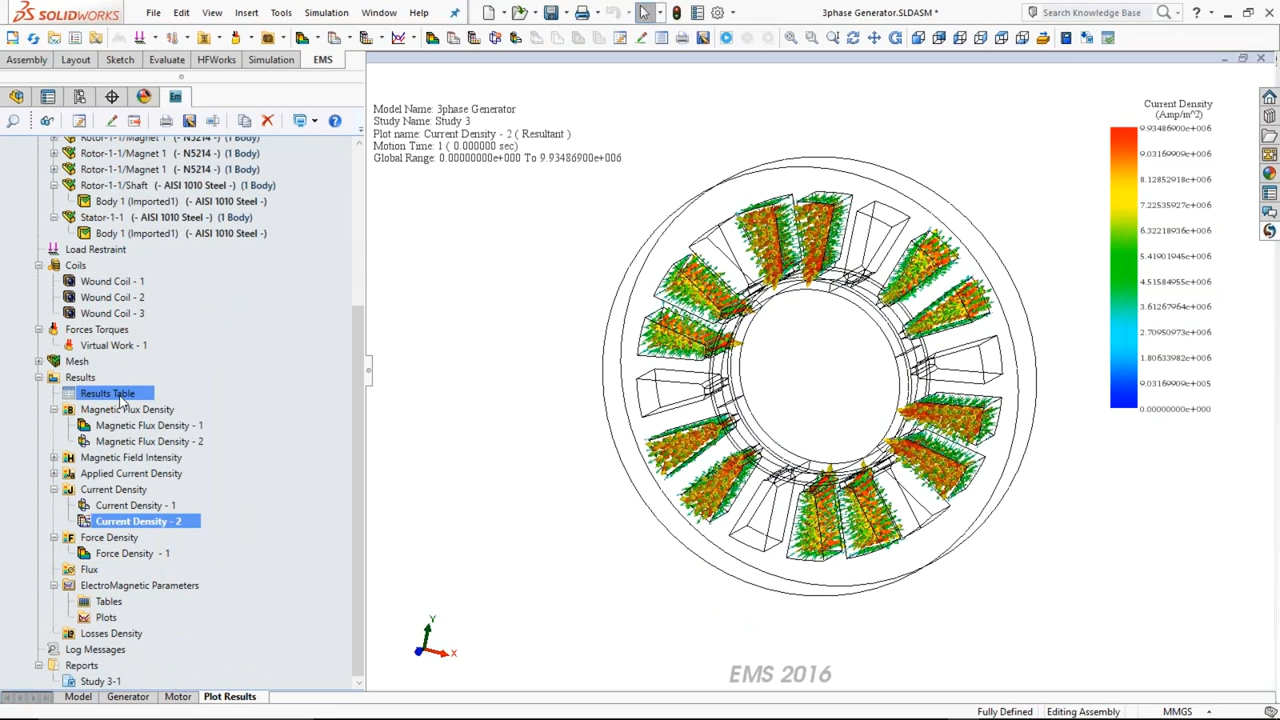 SOLIDWORKS
File
Edit
View
Insert
Tools
Simulation
Window
Help
3phase Generator.SLDASM *
Search Knowledge Base
?
Assembly
Layout
Sketch
Evaluate
HFWorks
Simulation
EMS
Rotor-1-1/Magnet 1 (- N5214 -) (1 Body)
Rotor-1-1/Magnet 1 (- N5214 -) (1 Body)
Rotor-1-1/Magnet 1 (- N5214 -) (1 Body)
Rotor-1-1/Shaft (- AISI 1010 Steel -) (1 Body)
Body 1 (Imported1) (- AISI 1010 Steel -)
Stator-1-1 (- AISI 1010 Steel -) (1 Body)
Body 1 (Imported1) (- AISI 1010 Steel -)
Load Restraint
Coils
Wound Coil - 1
Wound Coil - 2
Wound Coil - 3
Forces Torques
Virtual Work - 1
Mesh
Results
Results Table
Magnetic Flux Density
Magnetic Flux Density - 1
Magnetic Flux Density - 2
Magnetic Field Intensity
Applied Current Density
Current Density
Current Density - 1
Current Density - 2
Force Density
Force Density - 1
Flux
ElectroMagnetic Parameters
Tables
Plots
Losses Density
Log Messages
Reports
Study 3-1
Model
Generator
Motor
Plot Results
Model Name: 3phase Generator
Study Name: Study 3
Plot name: Current Density - 2 ( Resultant )
Motion Time: 1 ( 0.000000 sec)
Global Range: 0.00000000e+000 To 9.93486900e+006
Current Density
(Amp/m^2)
9.93486900e+006
9.03169909e+006
8.12852918e+006
7.22535927e+006
6.32218936e+006
5.41901945e+006
4.51584955e+006
3.61267964e+006
2.70950973e+006
1.80633982e+006
9.03169905e+005
0.00000000e+000
Y
X
EMS 2016
Fully Defined
Editing Assembly
MMGS